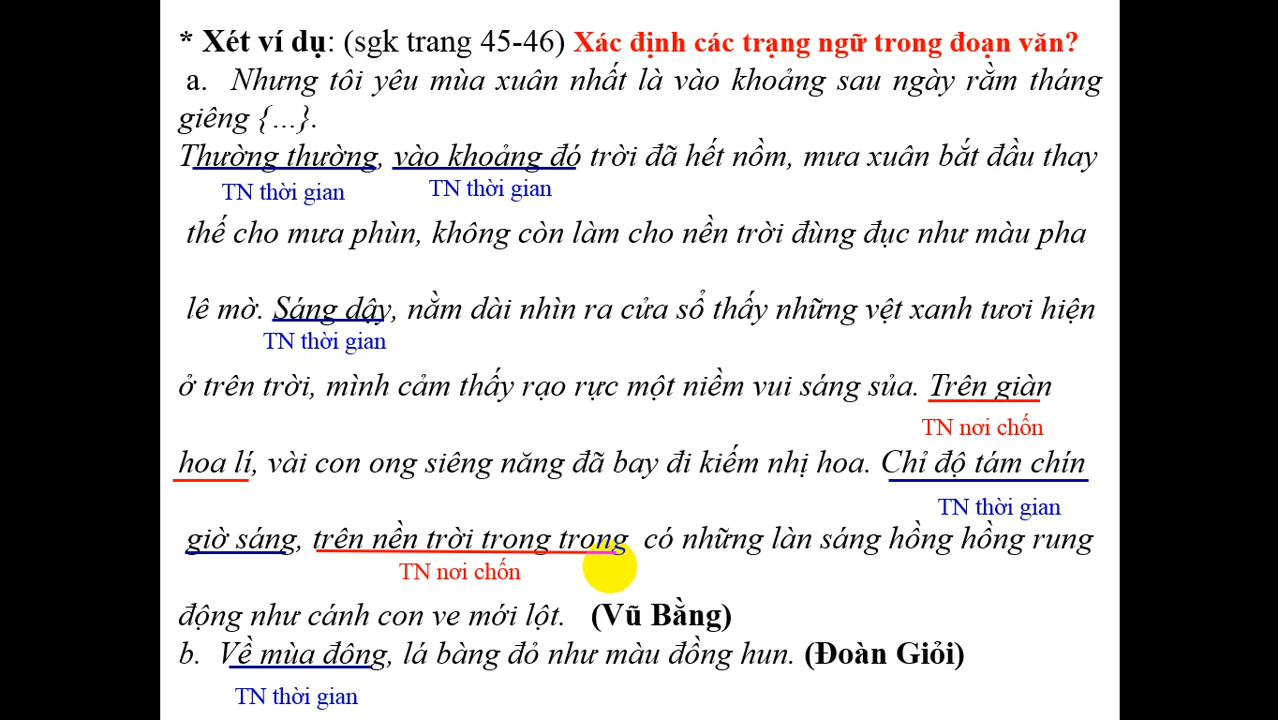 * Xét ví dụ: (sgk trang 45-46) Xác định các trạng ngữ trong đoạn văn?
a. Nhưng tôi yêu mùa xuân nhất là vào khoảng sau ngày rằm tháng
giêng {...}.
Thường thường, vào khoảng đó trời đã hết nồm, mưa xuân bắt đầu thay
TN thời gian TN thời gian
thế cho mưa phùn, không còn làm cho nền trời đùng đục như màu pha
lê mờ. Sáng dậy, nằm dài nhìn ra cửa sổ thấy những vệt xanh tươi hiện
TN thời gian
ở trên trời, mình cảm thấy rạo rực một niềm vui sáng sủa. Trên giàn
TN nơi chốn
hoa lí, vài con ong siêng năng đã bay đi kiếm nhị hoa. Chỉ độ tám chín
TN thời gian
giờ sáng, trên nền trời trong trong có những làn sáng hồng hồng rung
TN nơi chốn
động như cánh con ve mới lột. (Vũ Bằng)
b. Về mùa đông, lá bàng đỏ như màu đồng hun. (Đoàn Giỏi)
TN thời gian